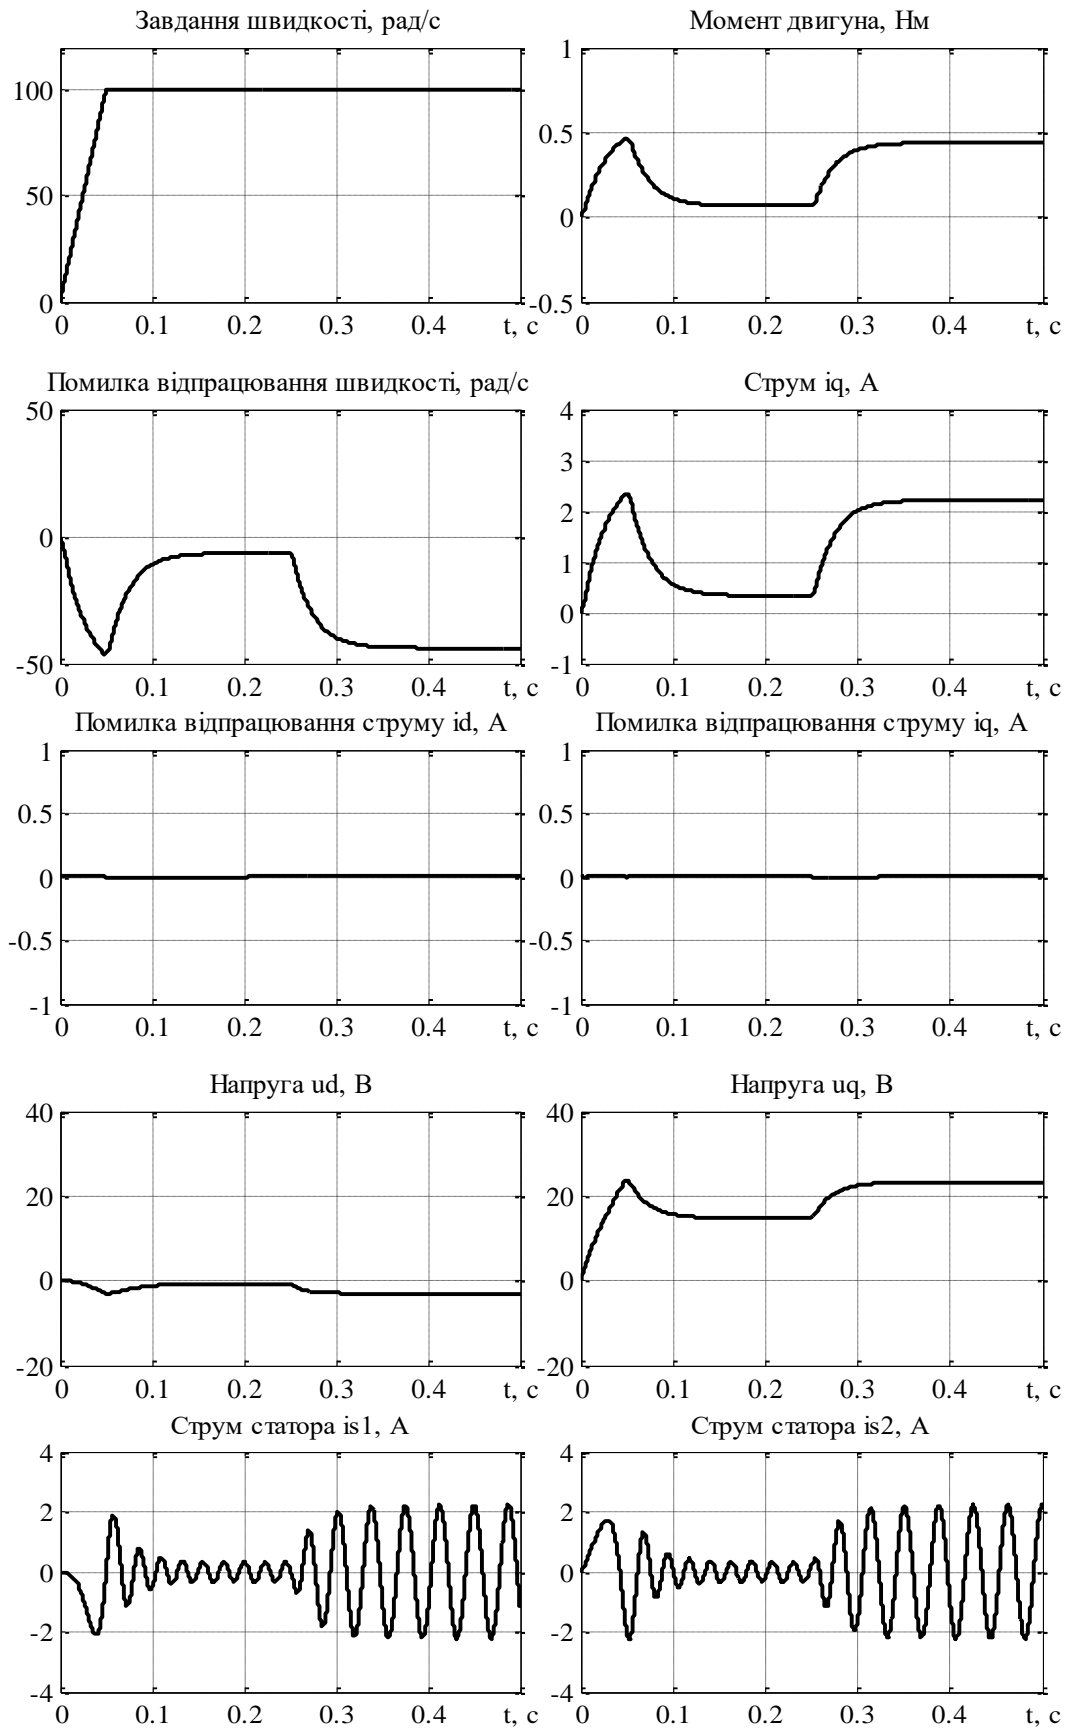 Завдання швидкості, рад/с
Момент двигуна, Нм
100
50
0
0 0.1 0.2 0.3 0.4 t, с
1
0.5
0
-0.5
0 0.1 0.2 0.3 0.4 t, с
Помилка відпрацювання швидкості, рад/с
Струм iq, А
50
0
-50
0 0.1 0.2 0.3 0.4 t, с
4
3
2
1
0
-1
0 0.1 0.2 0.3 0.4 t, с
Помилка відпрацювання струму id, А
Помилка відпрацювання струму iq, А
1
0.5
0
-0.5
-1
0 0.1 0.2 0.3 0.4 t, с
1
0.5
0
-0.5
-1
0 0.1 0.2 0.3 0.4 t, с
Напруга ud, В
Напруга uq, В
40
20
0
-20
0 0.1 0.2 0.3 0.4 t, с
40
20
0
-20
0 0.1 0.2 0.3 0.4 t, с
Струм статора is1, А
Струм статора is2, А
4
2
0
-2
-4
0 0.1 0.2 0.3 0.4 t, с
4
2
0
-2
-4
0 0.1 0.2 0.3 0.4 t, с